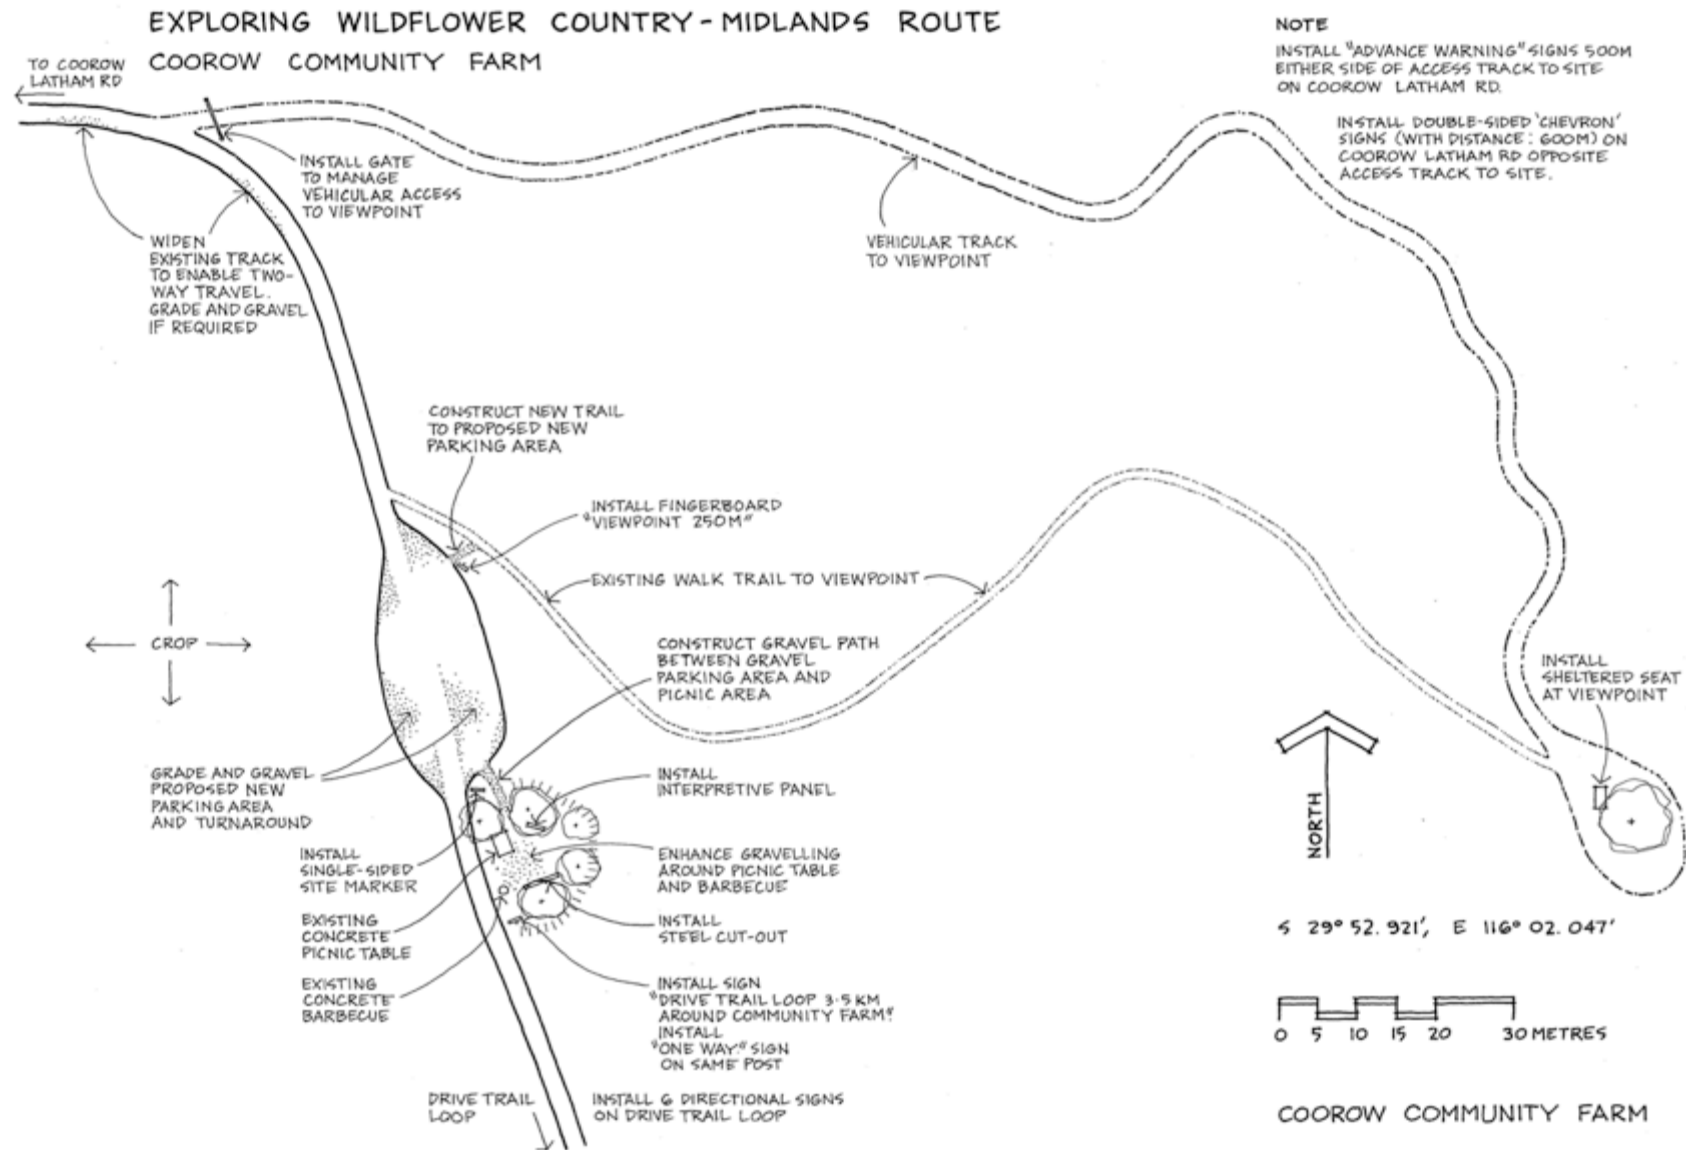 EXPLORING WILDFLOWER COUNTRY - MIDLANDS ROUTE
COOROW COMMUNITY FARM
TO COOROW
LATHAM RD
NOTE
INSTALL "ADVANCE WARNING" SIGNS 500M
EITHER SIDE OF ACCESS TRACK TO SITE
ON COOROW LATHAM RD.
INSTALL DOUBLE-SIDED 'CHEVRON'
SIGNS (WITH DISTANCE: 600M) ON
COOROW LATHAM RD OPPOSITE
ACCESS TRACK TO SITE.
INSTALL GATE
TO MANAGE
VEHICULAR ACCESS
TO VIEWPOINT
WIDEN
EXISTING TRACK
TO ENABLE TWO-
WAY TRAVEL.
GRADE AND GRAVEL
IF REQUIRED
VEHICULAR TRACK
TO VIEWPOINT
CONSTRUCT NEW TRAIL
TO PROPOSED NEW
PARKING AREA
INSTALL FINGERBOARD
"VIEWPOINT 250M"
EXISTING WALK TRAIL TO VIEWPOINT
CROP
CONSTRUCT GRAVEL PATH
BETWEEN GRAVEL
PARKING AREA AND
PICNIC AREA
INSTALL
SHELTERED SEAT
AT VIEWPOINT
GRADE AND GRAVEL
PROPOSED NEW
PARKING AREA
AND TURNAROUND
INSTALL
INTERPRETIVE PANEL
NORTH
INSTALL
SINGLE-SIDED
SITE MARKER
ENHANCE GRAVELLING
AROUND PICNIC TABLE
AND BARBECUE
EXISTING
CONCRETE
PICNIC TABLE
INSTALL
STEEL CUT-OUT
S 29° 52. 921', E 116° 02. 047'
EXISTING
CONCRETE
BARBECUE
INSTALL SIGN
"DRIVE TRAIL LOOP 3·5 KM
AROUND COMMUNITY FARM."
INSTALL
"ONE WAY." SIGN
ON SAME POST
0 5 10 15 20 30 METRES
DRIVE TRAIL
LOOP
INSTALL 6 DIRECTIONAL SIGNS
ON DRIVE TRAIL LOOP
COOROW COMMUNITY FARM